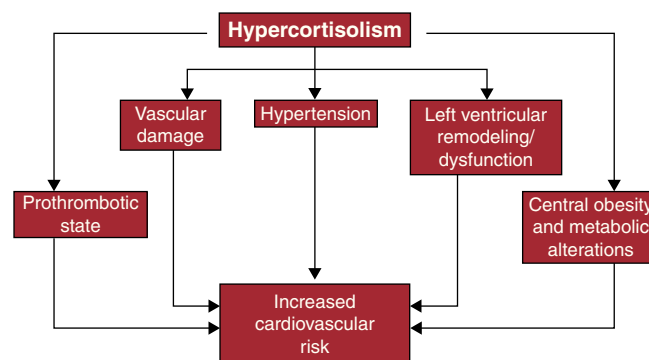 Hypercortisolism
Vascular
damage
Hypertension
Left ventricular
remodeling/
dysfunction
Prothrombotic
state
Central obesity
and metabolic
alterations
Increased
cardiovascular
risk